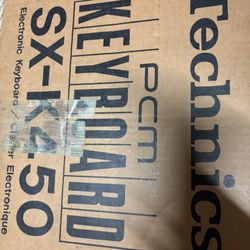 Technics
PCM
KEYBOARD
SX-K450
Electronic Keyboard / Clavier Electronique